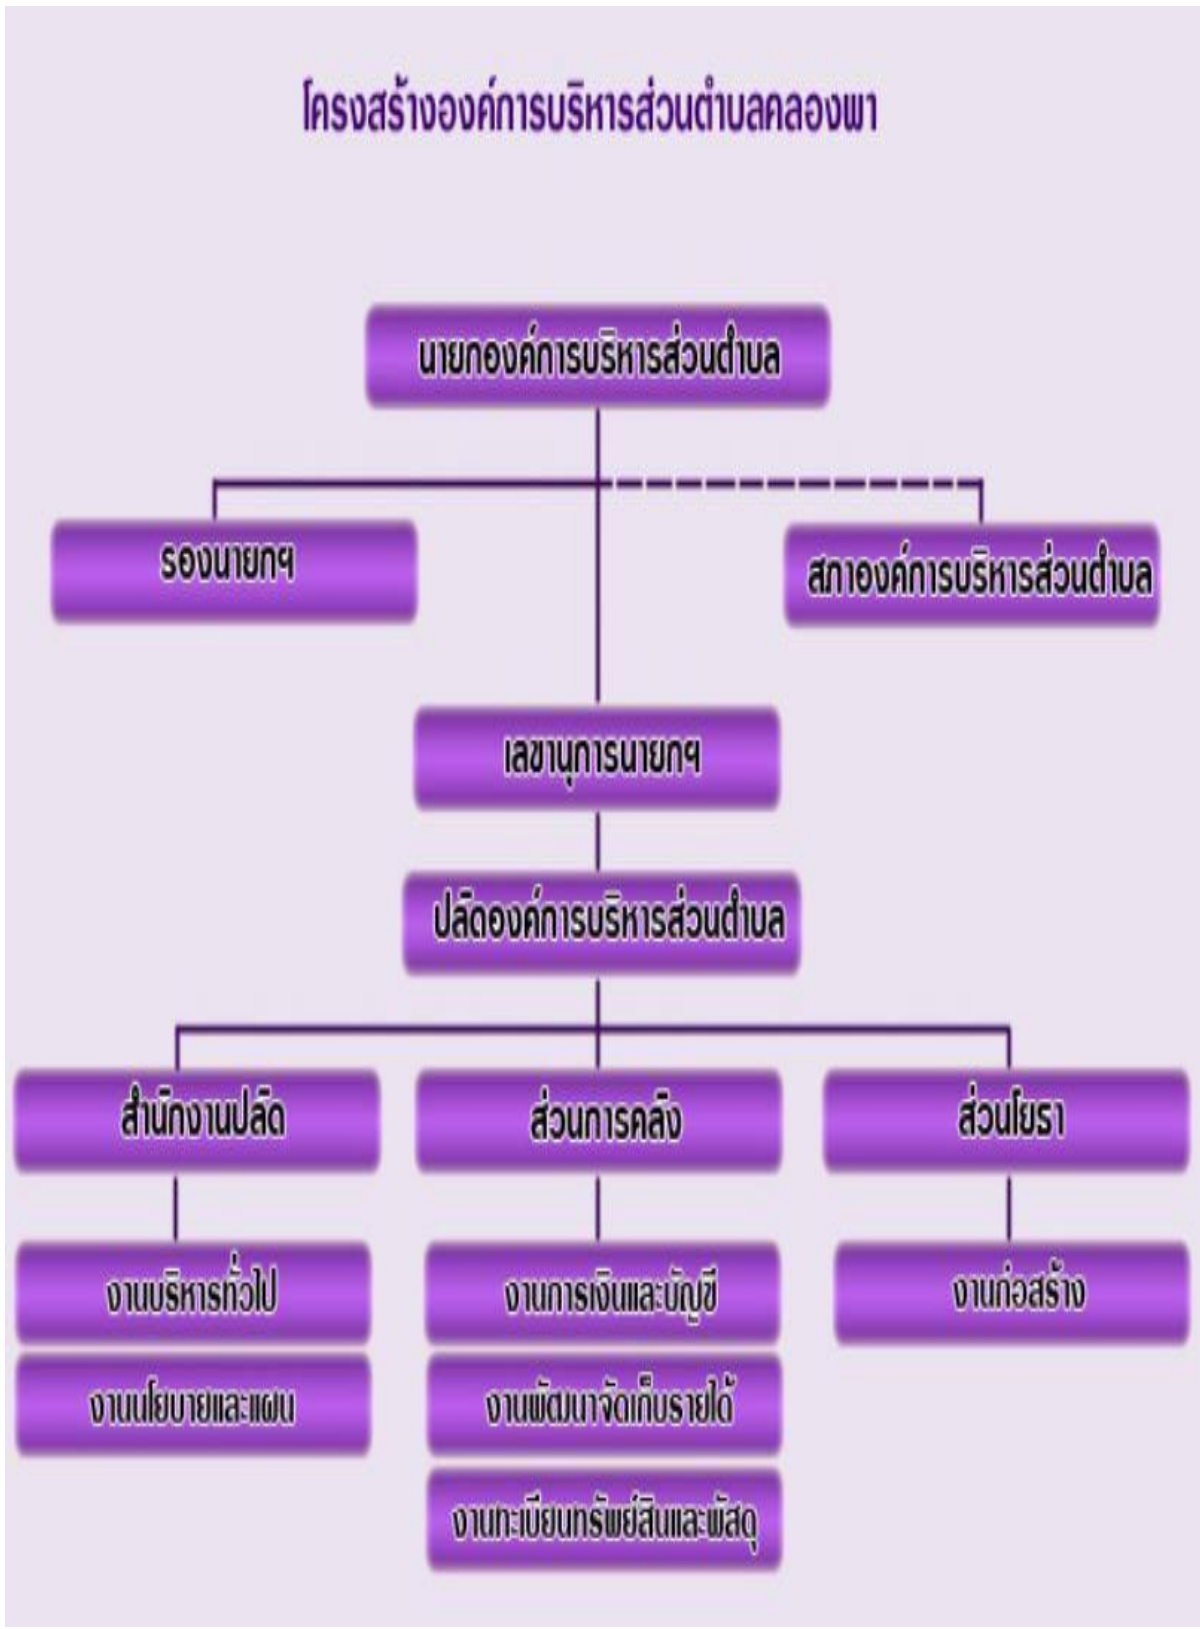 โครงสร้างองค์การบริหารส่วนตำบลคลองพา
นายกองค์การบริหารส่วนตำบล
รองนายกฯ
สภาองค์การบริหารส่วนตำบล
เลขานุการนายกฯ
ปลัดองค์การบริหารส่วนตำบล
สำนักงานปลัด
ส่วนการคลัง
ส่วนโยธา
งานบริหารทั่วไป
งานการเงินและบัญชี
งานก่อสร้าง
งานนโยบายและแผน
งานพัฒนาจัดเก็บรายได้
งานทะเบียนทรัพย์สินและพัสดุ